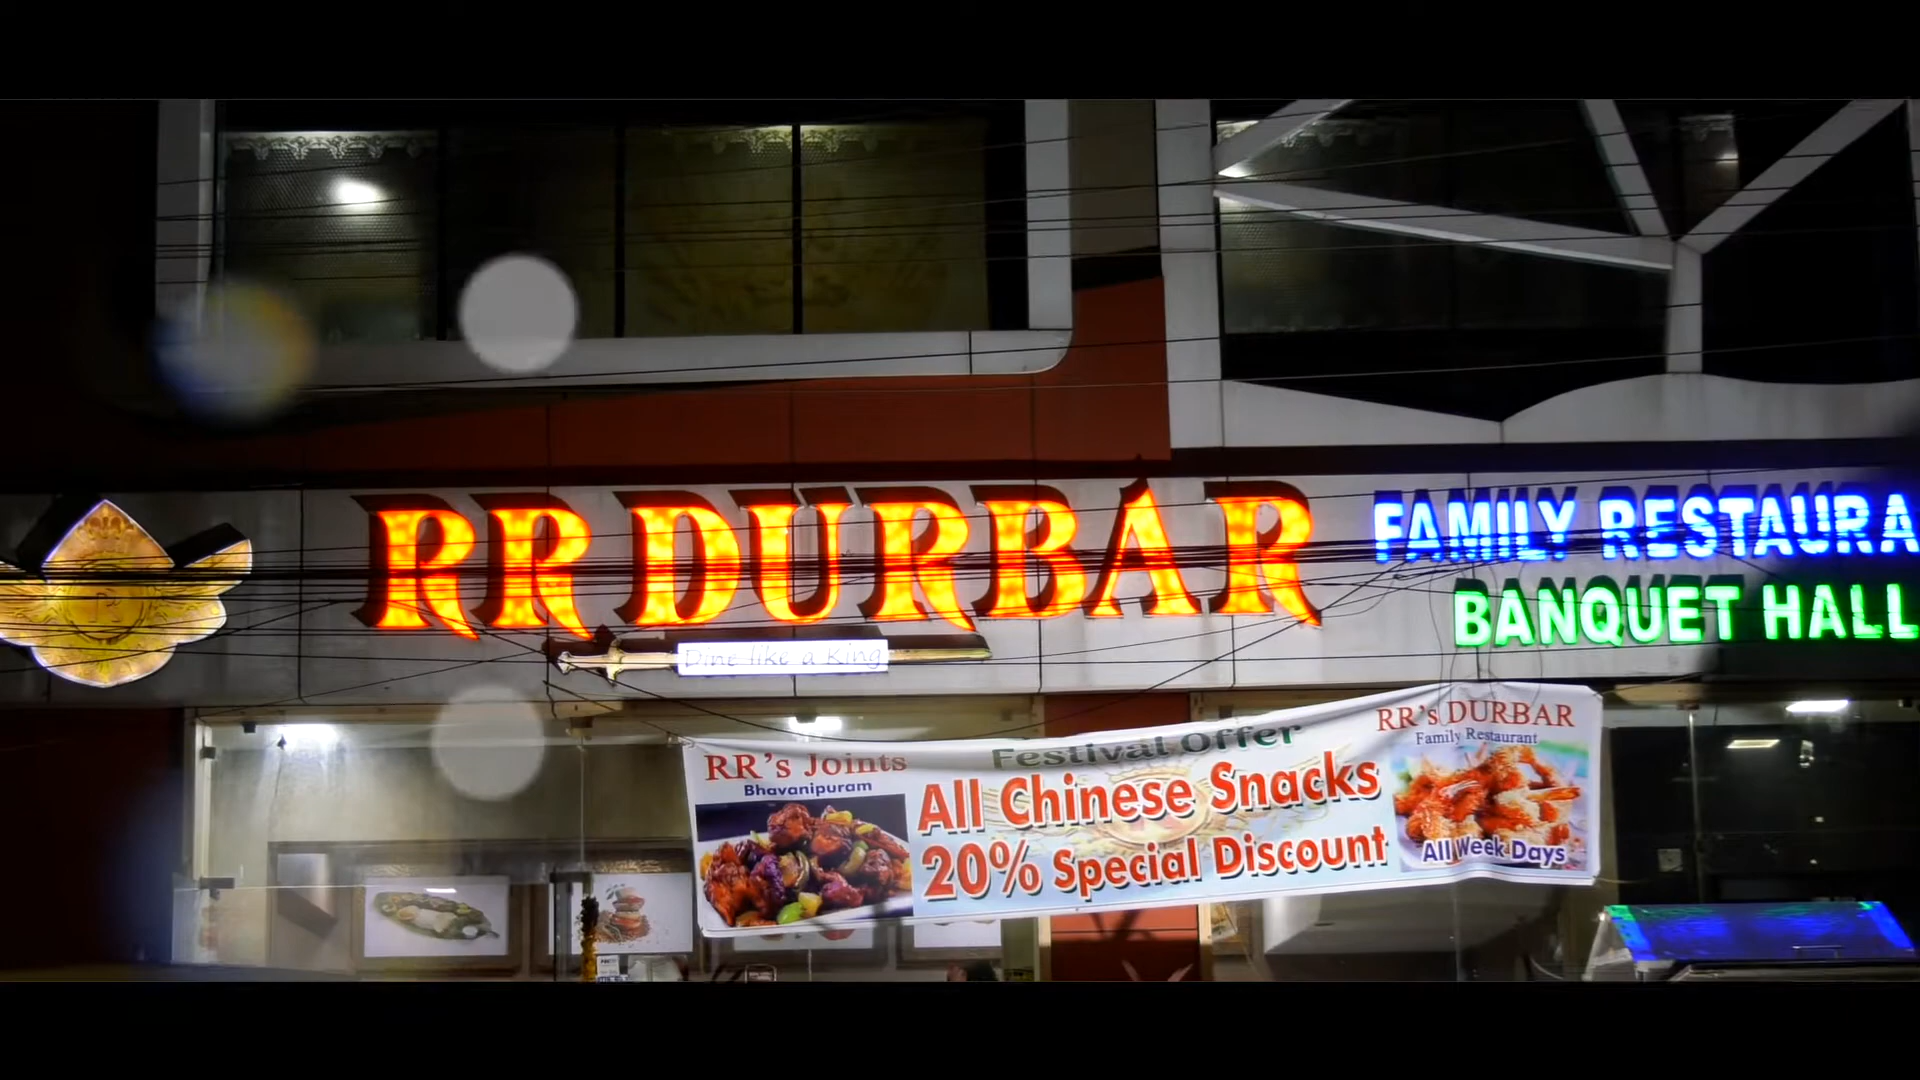 RR DURBAR
FAMILY RESTAURA
BANQUET HALL
Dine like a King
RR's Joints
Bhavanipuram
Festival Offer
All Chinese Snacks
20% Special Discount
RR's DURBAR
Family Restaurant
All Week Days